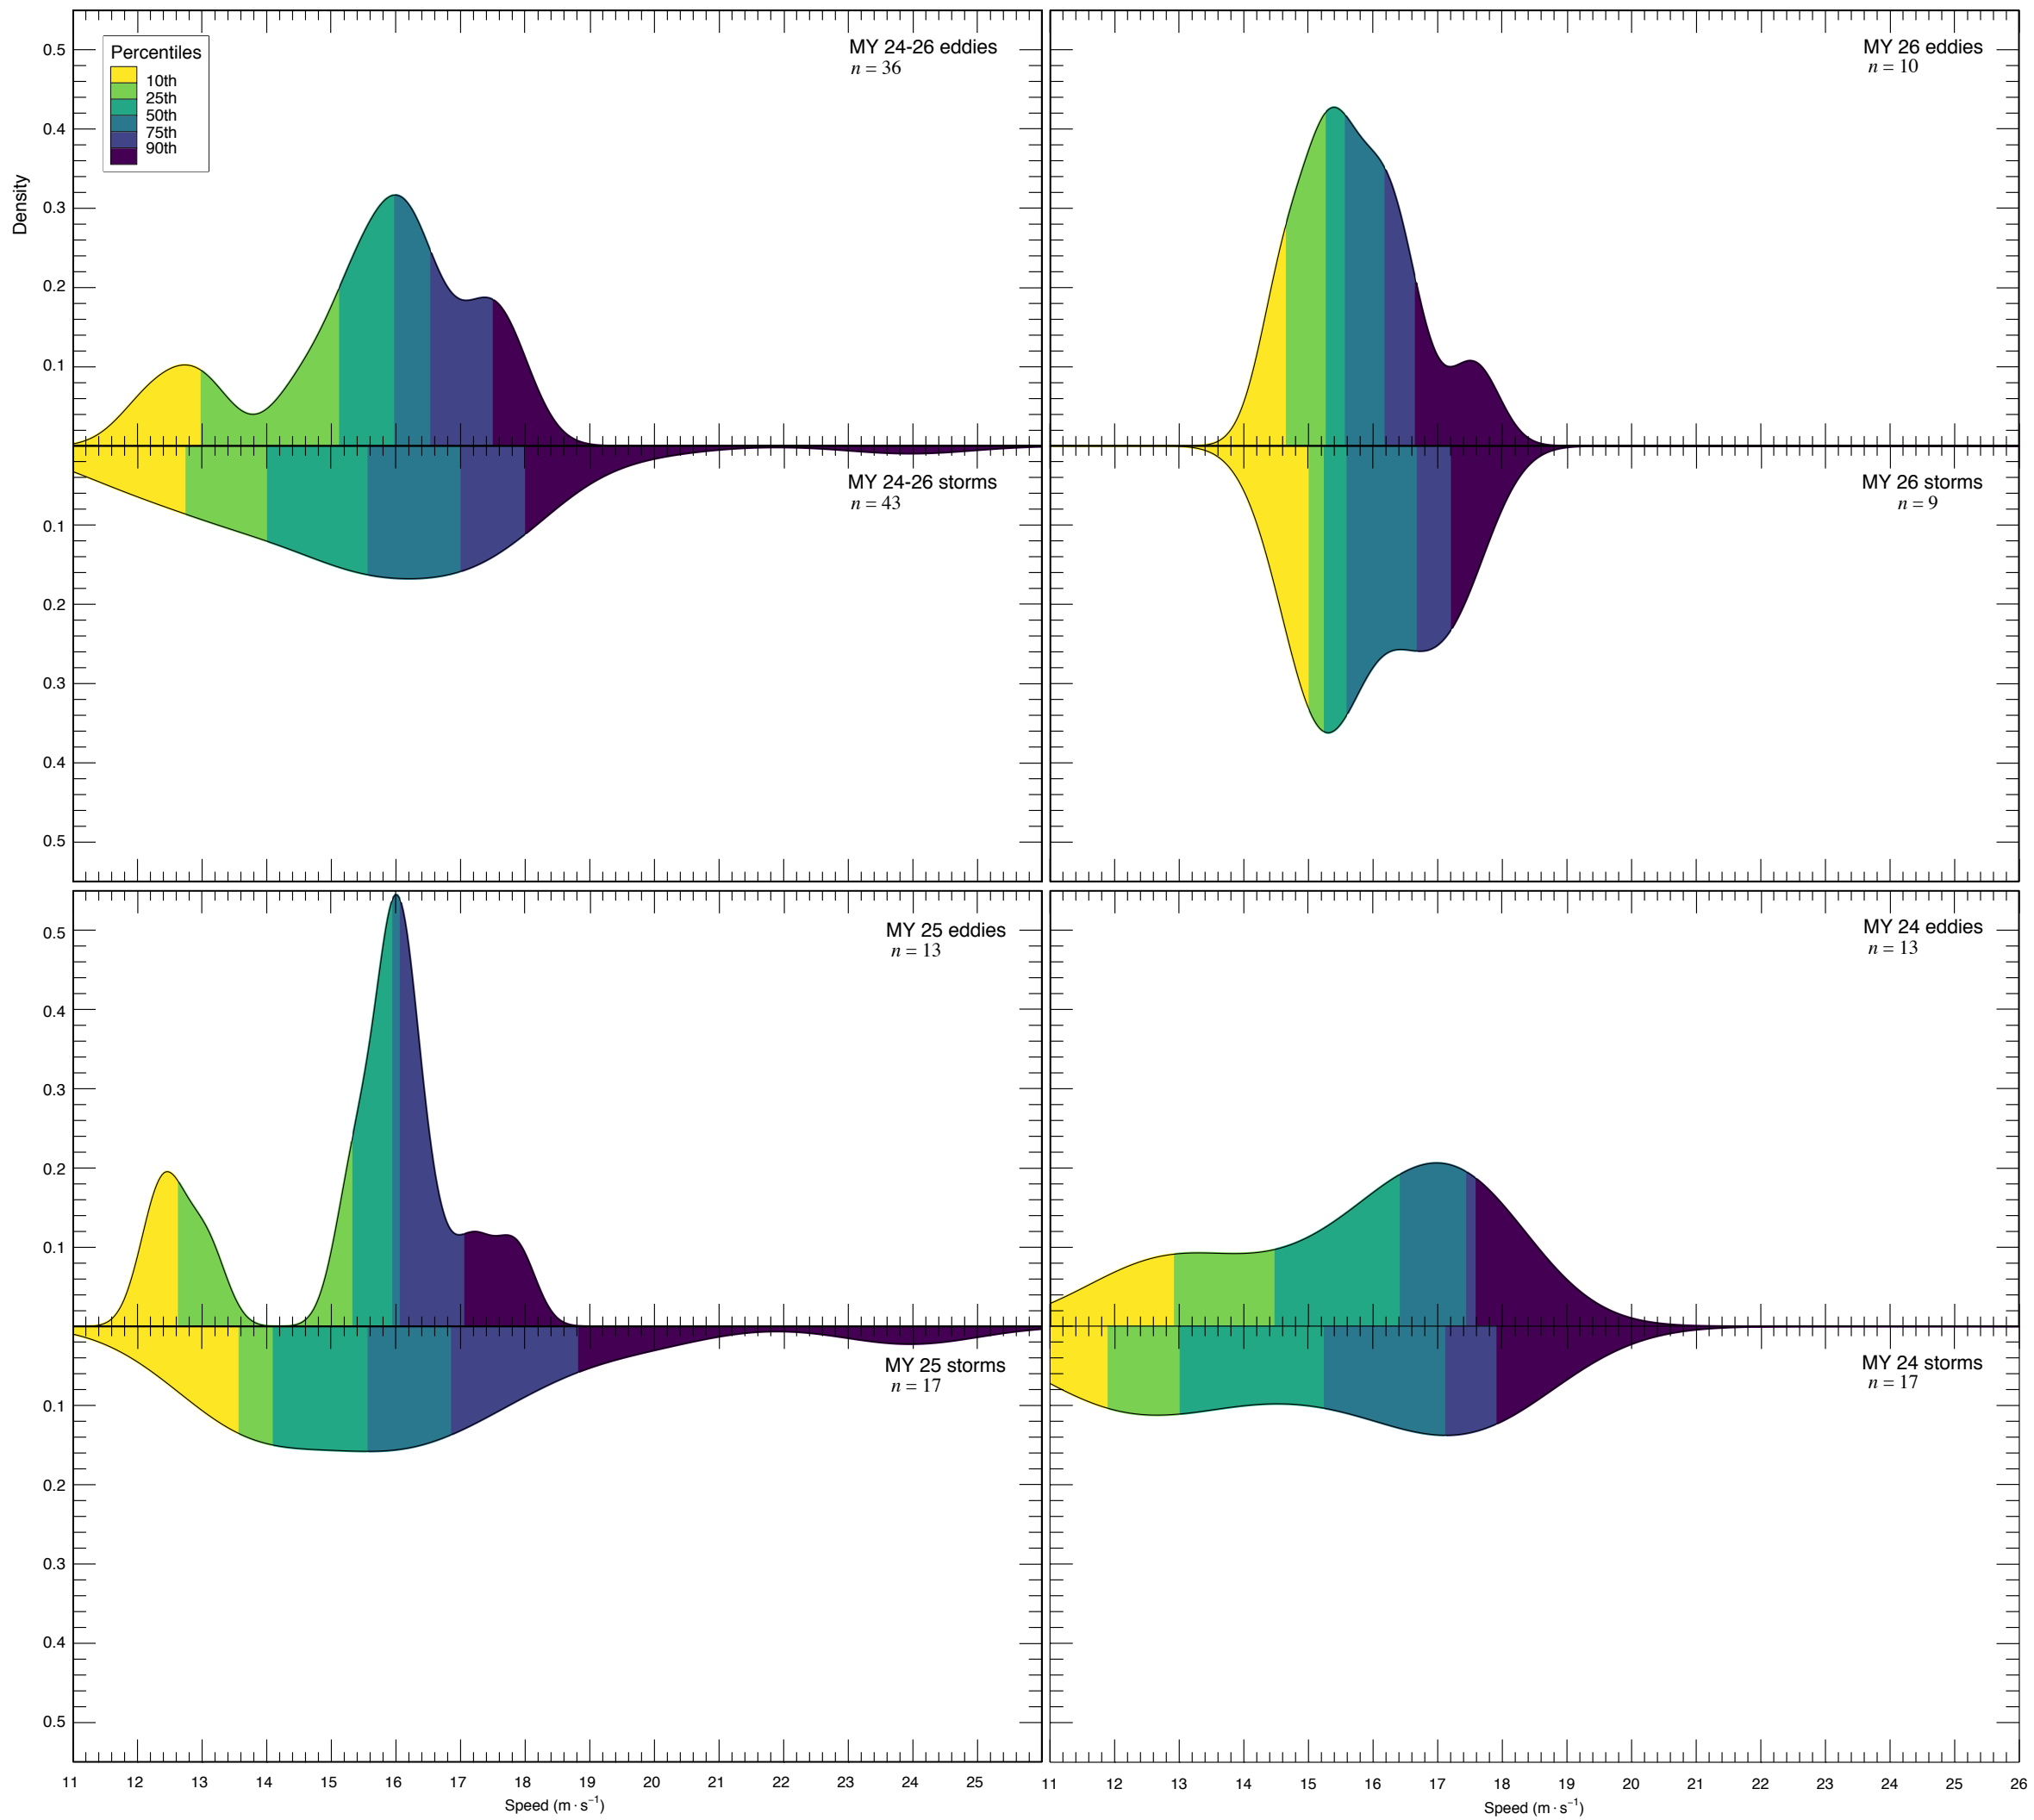 Percentiles
10th
25th
50th
75th
90th
MY 24-26 eddies
n = 36
MY 26 eddies
n = 10
Density
0.5
0.4
0.3
0.2
0.1
MY 24-26 storms
n = 43
MY 26 storms
n = 9
0.1
0.2
0.3
0.4
0.5
MY 25 eddies
n = 13
MY 24 eddies
n = 13
0.5
0.4
0.3
0.2
0.1
MY 25 storms
n = 17
MY 24 storms
n = 17
0.1
0.2
0.3
0.4
0.5
11 12 13 14 15 16 17 18 19 20 21 22 23 24 25
11 12 13 14 15 16 17 18 19 20 21 22 23 24 25 26
Speed (m · s⁻¹)
Speed (m · s⁻¹)